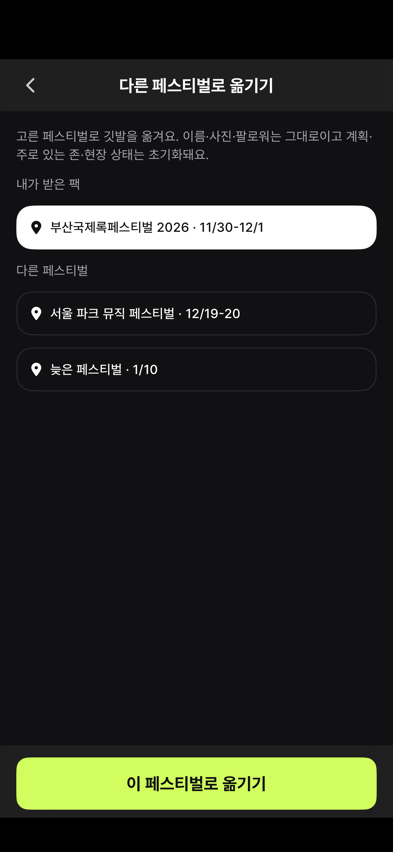 다른 페스티벌로 옮기기
고른 페스티벌로 깃발을 옮겨요. 이름·사진·팔로워는 그대로이고 계획·
주로 있는 존·현장 상태는 초기화돼요.
내가 받은 팩
부산국제록페스티벌 2026 · 11/30-12/1
다른 페스티벌
서울 파크 뮤직 페스티벌 · 12/19-20
늦은 페스티벌 · 1/10
이 페스티벌로 옮기기